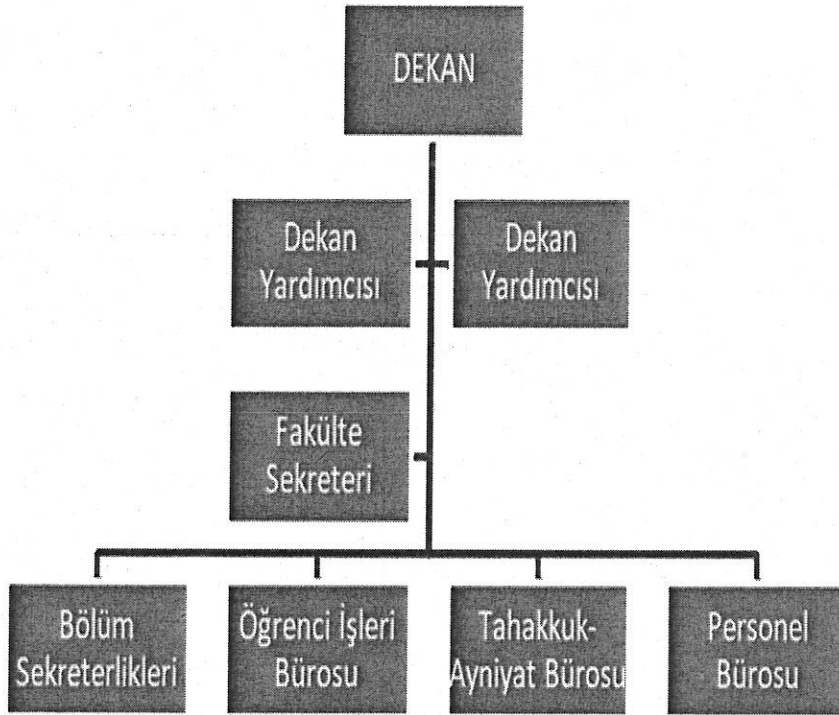 DEKAN
Dekan
Yardımcısı
Dekan
Yardımcısı
Fakülte
Sekreteri
Bölüm
Sekreterlikleri
Öğrenci İşleri
Bürosu
Tahakkuk-
Ayniyat Bürosu
Personel
Bürosu